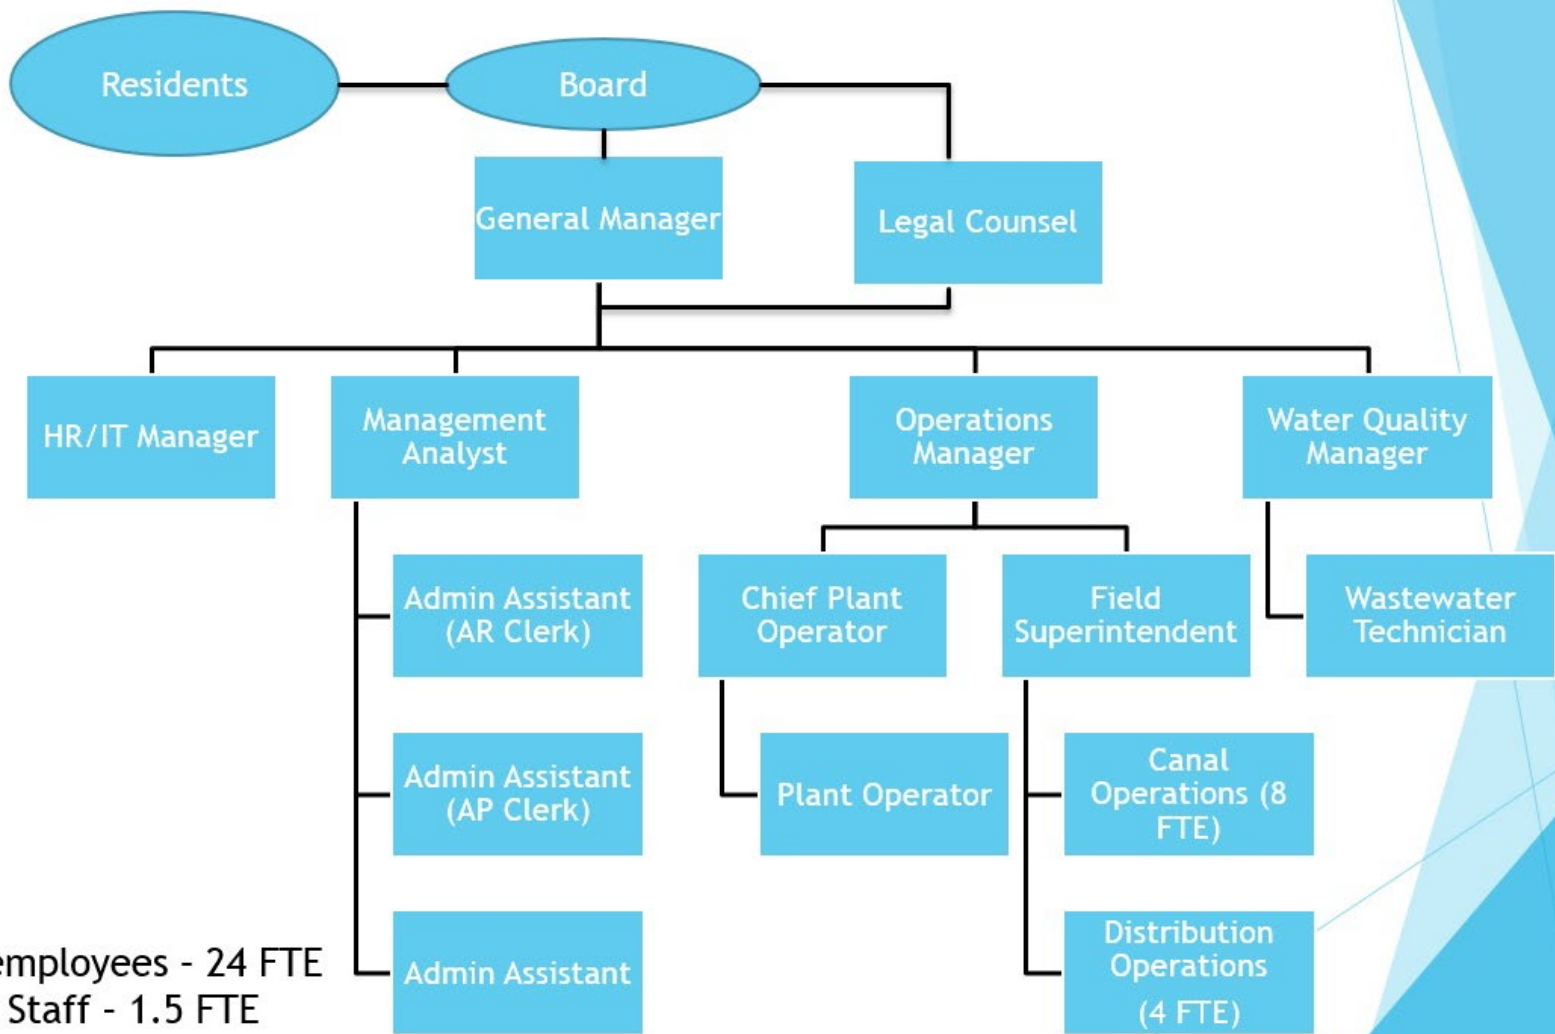 Residents
Board
General Manager
Legal Counsel
HR/IT Manager
Management
Analyst
Operations
Manager
Water Quality
Manager
Admin Assistant
(AR Clerk)
Chief Plant
Operator
Field
Superintendent
Wastewater
Technician
Admin Assistant
(AP Clerk)
Plant Operator
Canal
Operations (8
FTE)
Admin Assistant
Distribution
Operations
(4 FTE)
employees - 24 FTE
Staff - 1.5 FTE